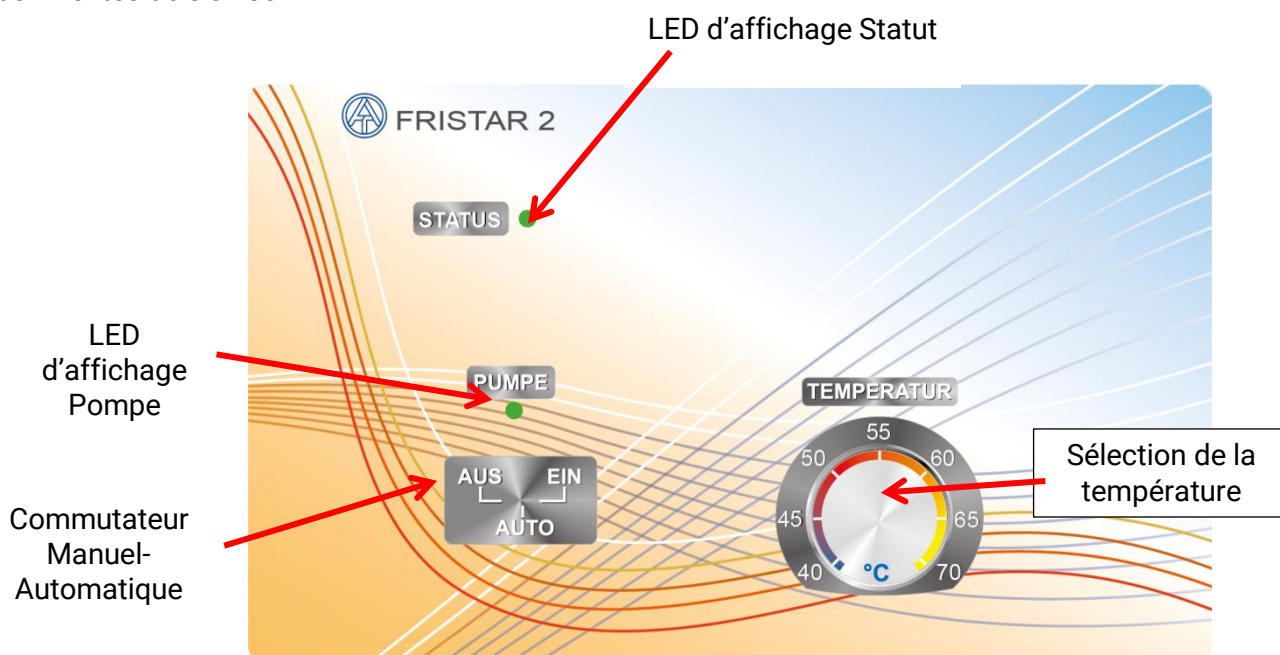 LED d’affichage Statut
FRISTAR 2
STATUS
LED
d’affichage
Pompe
PUMPE
TEMPERATUR
55
50
60
45
65
40
70
°C
Sélection de la
température
AUS
EIN
AUTO
Commutateur
Manuel-
Automatique